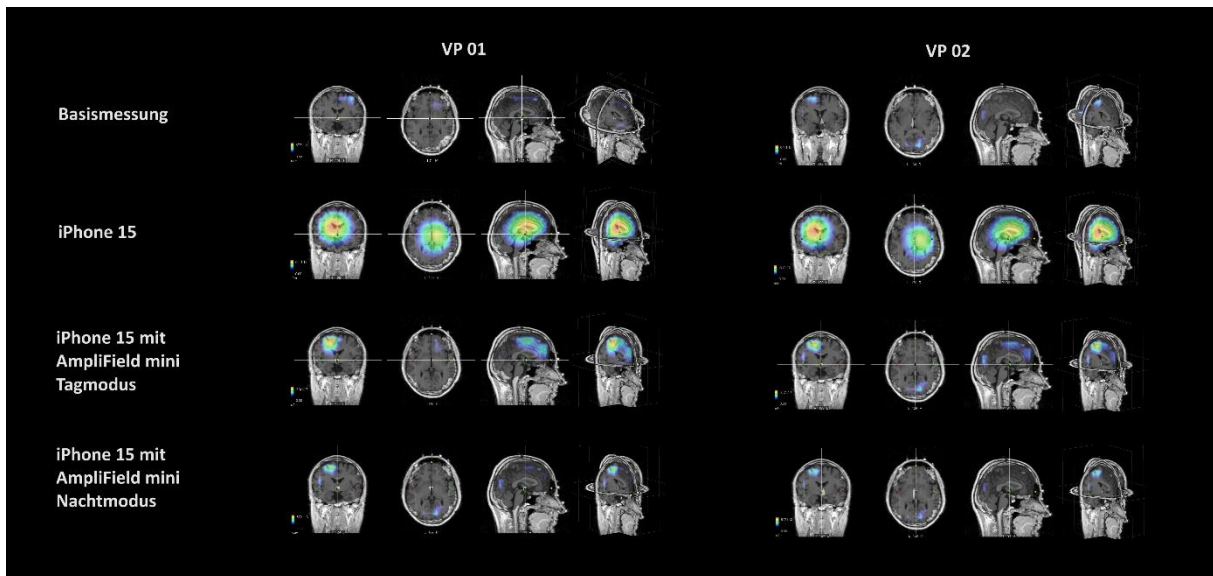 VP 01
VP 02
Basismessung
iPhone 15
iPhone 15 mit
AmpliField mini
Tagmodus
iPhone 15 mit
AmpliField mini
Nachtmodus